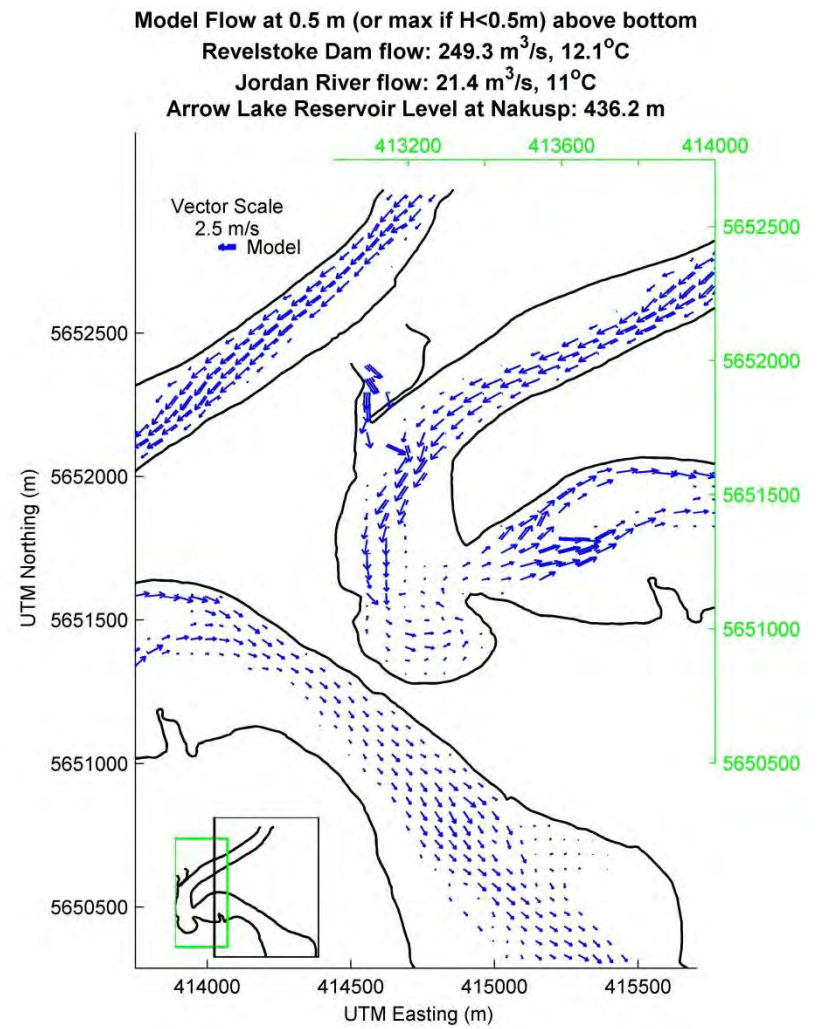 Model Flow at 0.5 m (or max if H<0.5m) above bottom
Revelstoke Dam flow: 249.3 m³/s, 12.1°C
Jordan River flow: 21.4 m³/s, 11°C
Arrow Lake Reservoir Level at Nakusp: 436.2 m
413200 413600 414000
Vector Scale
2.5 m/s
Model
5652500
5652000
5651500
5651000
5650500
UTM Northing (m)
5652500
5652000
5651500
5651000
5650500
414000 414500 415000 415500
UTM Easting (m)